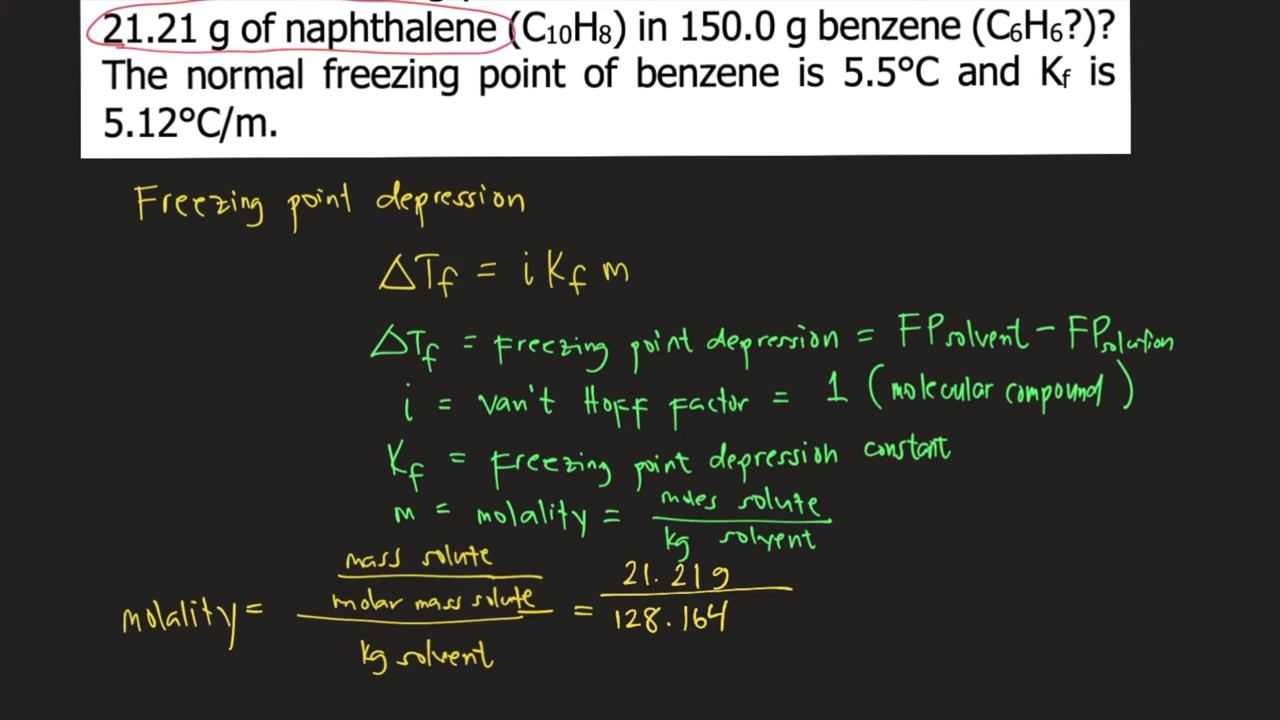 21.21 g of naphthalene (C₁₀H₈) in 150.0 g benzene (C₆H₆?)?
The normal freezing point of benzene is 5.5°C and Kf is
5.12°C/m.
Freezing point depression
ΔTf = i Kf m
ΔTf = freezing point depression = FPsolvent - FPsolution
i = van't Hoff factor = 1 (molecular compound)
Kf = freezing point depression constant
m = molality = moles solute
kg solvent
mass solute
molar mass solute
kg solvent
molality =
= 21.21g
128.164